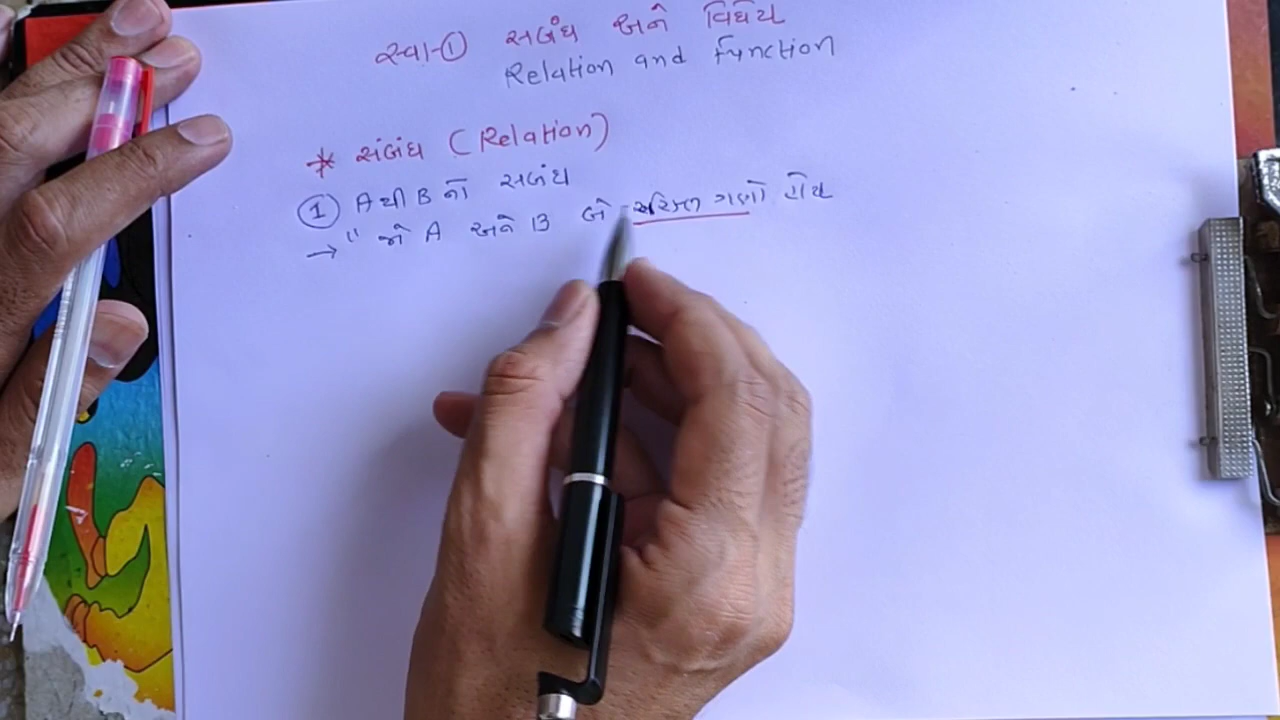 સ્વા-① સબંધ અને વિધેય
Relation and function
* સંબંધ (Relation)
① A થી B નો સબંધ
→ " જો A અને B બે અરિક્ત ગણો હોય